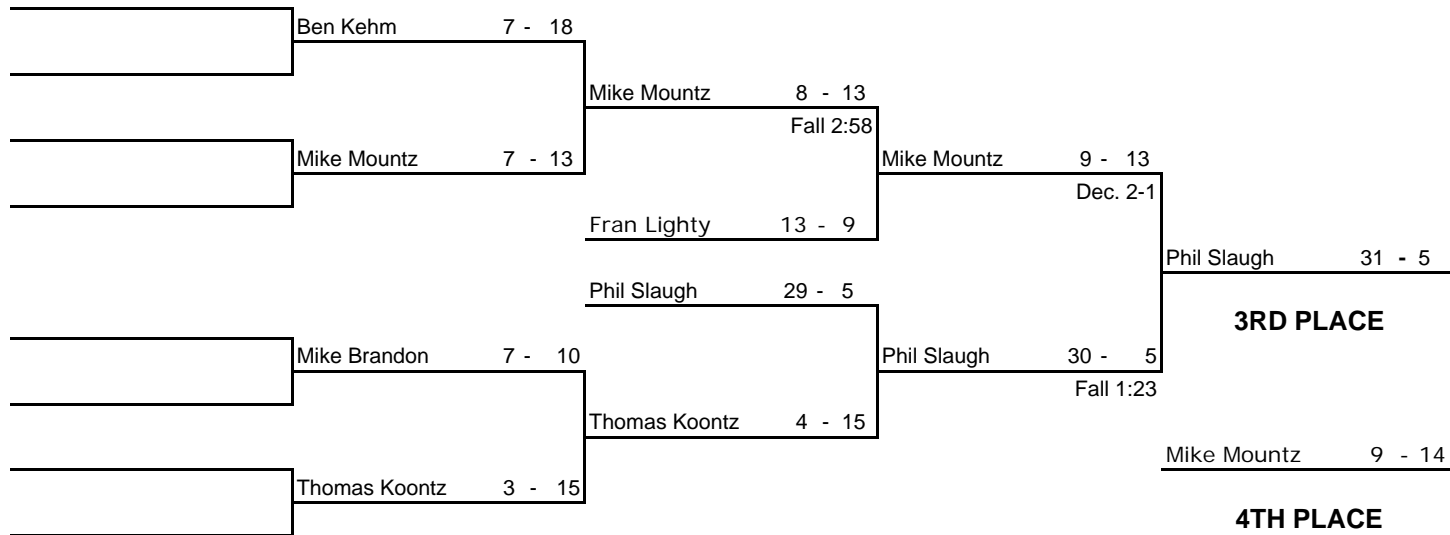 Ben Kehm 7 - 18
Mike Mountz 8 - 13
Fall 2:58
Mike Mountz 7 - 13
Mike Mountz 9 - 13
Dec. 2-1
Fran Lighty 13 - 9
Phil Slaugh 31 - 5
Phil Slaugh 29 - 5
3RD PLACE
Mike Brandon 7 - 10
Phil Slaugh 30 - 5
Fall 1:23
Thomas Koontz 4 - 15
Mike Mountz 9 - 14
Thomas Koontz 3 - 15
4TH PLACE